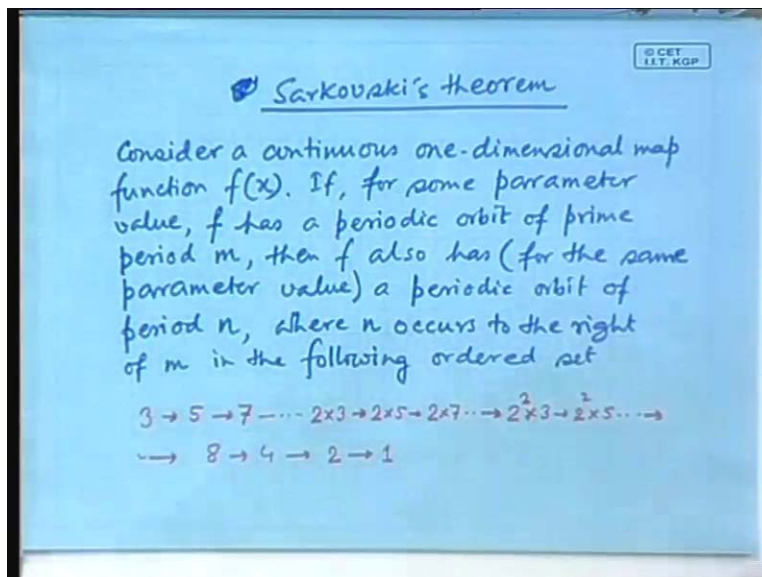 © CET
I.I.T. KGP
Sarkovski's theorem
Consider a continuous one-dimensional map
function f(x). If, for some parameter
value, f has a periodic orbit of prime
period m, then f also has (for the same
parameter value) a periodic orbit of
period n, where n occurs to the right
of m in the following ordered set
3 → 5 → 7 ---- 2×3 → 2×5 → 2×7 ·· → 2²×3 → 2²×5 ··· →
--→ 8 → 4 → 2 → 1